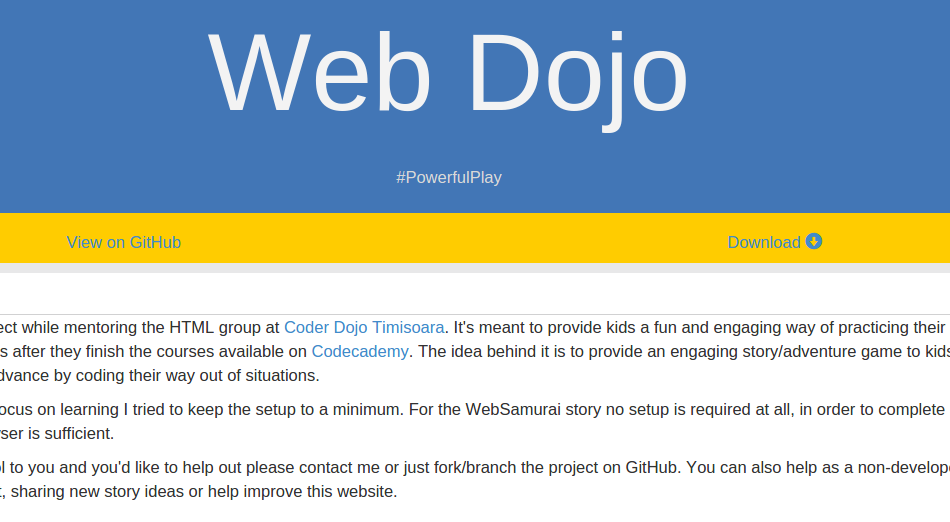 Web Dojo
#PowerfulPlay
View on GitHub Download
while mentoring the HTML group at Coder Dojo Timisoara. It's meant to provide kids a fun and engaging way of practicing their
after they finish the courses available on Codecademy. The idea behind it is to provide an engaging story/adventure game to kids
by coding their way out of situations.
on learning I tried to keep the setup to a minimum. For the WebSamurai story no setup is required at all, in order to complete
is sufficient.
to you and you'd like to help out please contact me or just fork/branch the project on GitHub. You can also help as a
sharing new story ideas or help improve this website.